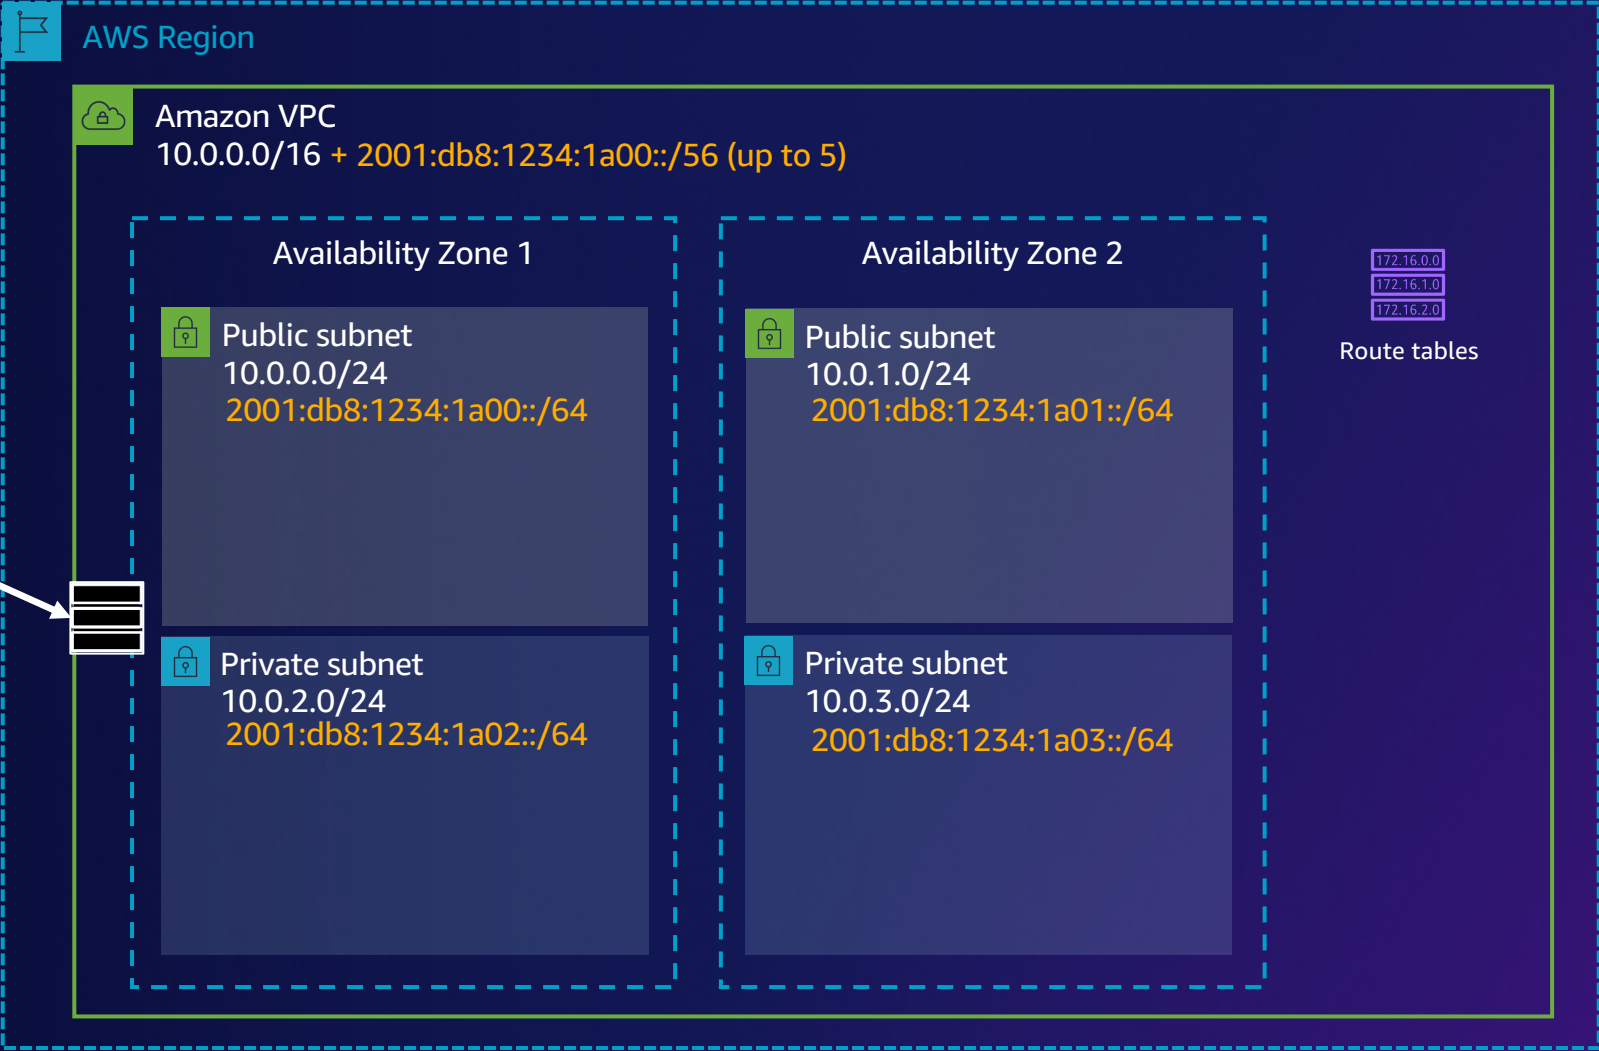 AWS Region
Amazon VPC
10.0.0.0/16 + 2001:db8:1234:1a00::/56 (up to 5)
Availability Zone 1
Public subnet
10.0.0.0/24
2001:db8:1234:1a00::/64
Private subnet
10.0.2.0/24
2001:db8:1234:1a02::/64
Availability Zone 2
Public subnet
10.0.1.0/24
2001:db8:1234:1a01::/64
Private subnet
10.0.3.0/24
2001:db8:1234:1a03::/64
172.16.0.0
172.16.1.0
172.16.2.0
Route tables